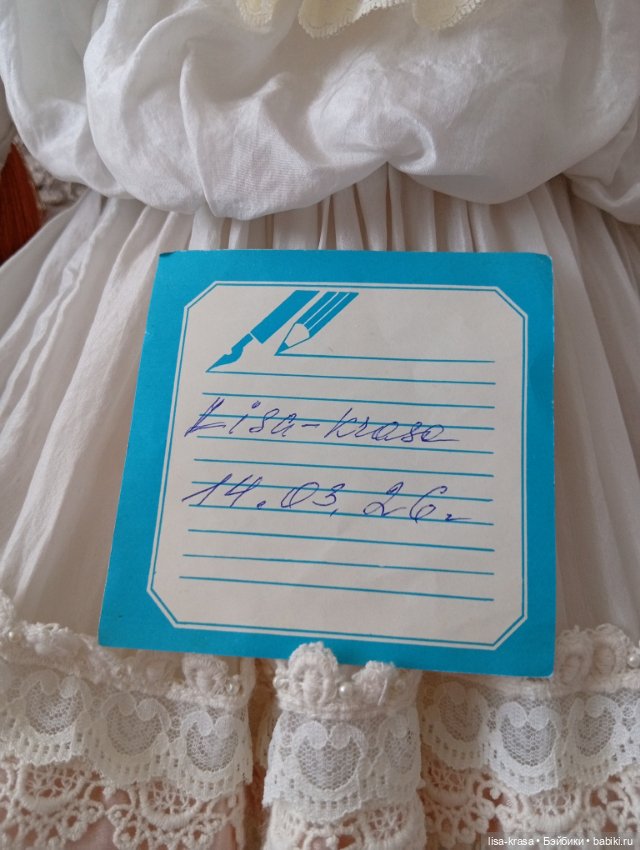 Lisa-krasa
14.03.26г
lisa-krasa • Бэйбики • babiki.ru